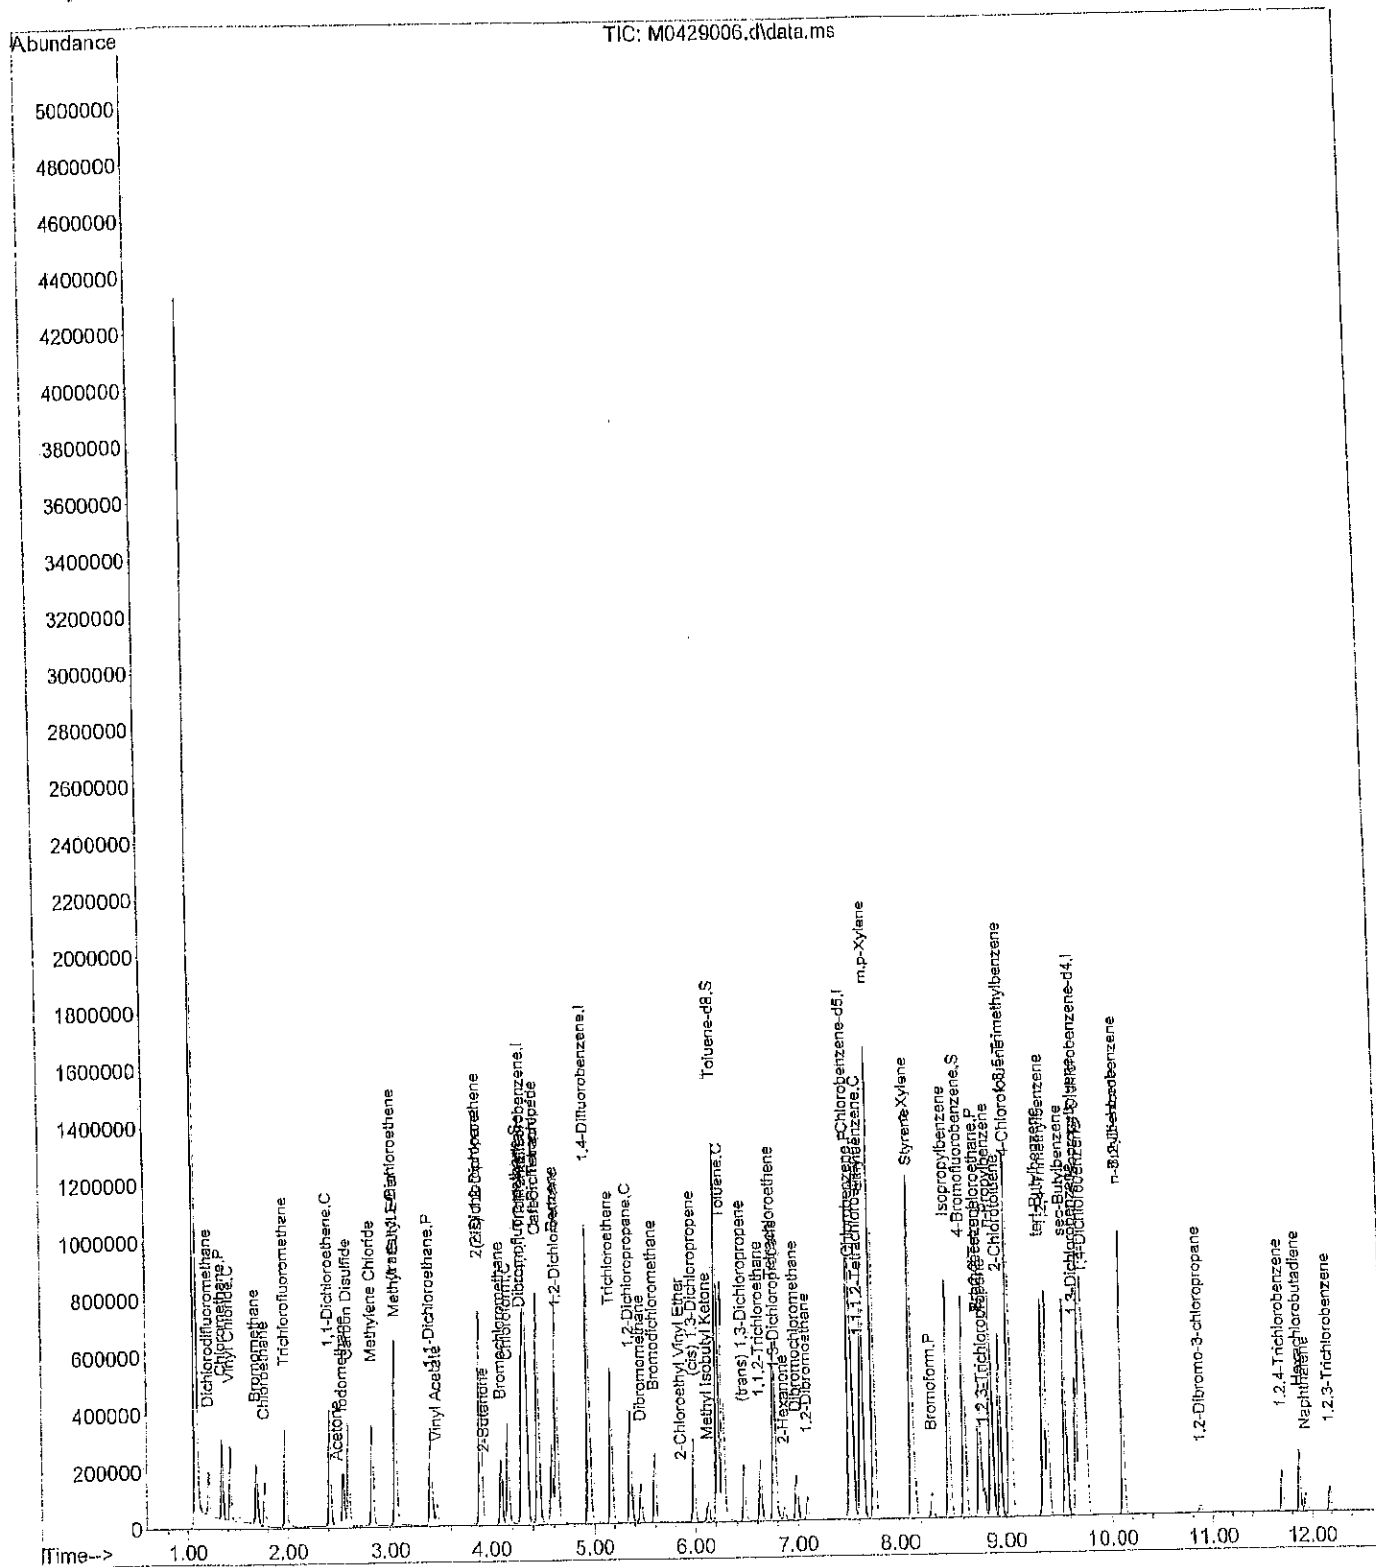 TIC: M0429006.d\data.ms
Abundance
5000000
4800000
4600000
4400000
4200000
4000000
3800000
3600000
3400000
3200000
3000000
2800000
2600000
2400000
2200000
2000000
1800000
1600000
1400000
1200000
1000000
800000
600000
400000
200000
0
Dichlorodifluoromethane
Chloromethane,P
Vinyl Chloride,C
Bromomethane
Chloroethane
Trichlorofluoromethane
1,1-Dichloroethene,C
Acetone
Iodomethane
Carbon Disulfide
Methylene Chloride
1,1-Dichloroethane,P
Vinyl Acetate
2-Butanone
Bromochloromethane
Chloroform,C
1,4-Difluorobenzene,I
Trichloroethene
1,2-Dichloropropane,C
Dibromomethane
Bromodichloromethane
2-Chloroethyl Vinyl Ether
(cis) 1,3-Dichloropropene
Methyl Isobutyl Ketone
Toluene-d8,S
Toluene,C
(trans) 1,3-Dichloropropene
1,1,2-Trichloroethane
2-Hexanone
Dibromochloromethane
1,2-Dibromoethane
Chlorobenzene-d5,I
m,p-Xylene
Bromoform,P
Isopropylbenzene
4-Bromofluorobenzene,S
2-Chlorotoluene
sec-Butylbenzene
1,2-Dibromo-3-chloropropane
1,2,4-Trichlorobenzene
Hexachlorobutadiene
Naphthalene
1,2,3-Trichlorobenzene
Time-->
1.00 2.00 3.00 4.00 5.00 6.00 7.00 8.00 9.00 10.00 11.00 12.00